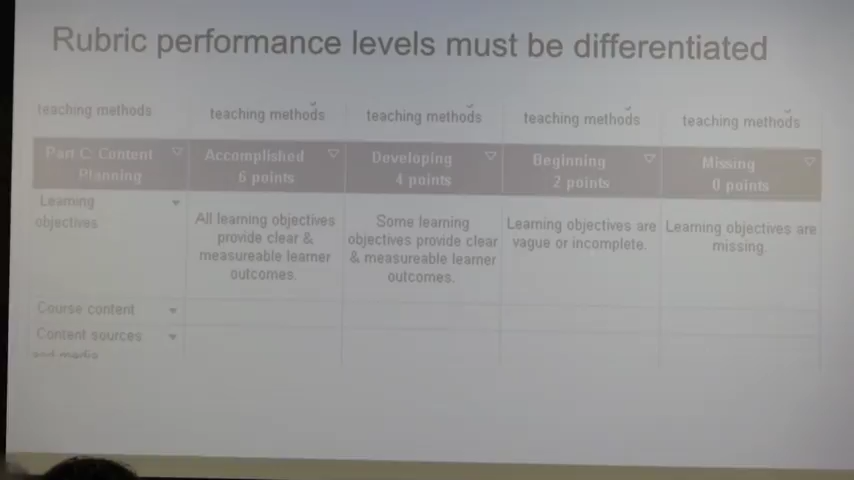 Rubric performance levels must be differentiated
teaching methods teaching methods teaching methods teaching methods teaching methods
Part C: Content Planning Accomplished 6 points Developing 4 points Beginning 2 points Missing 0 points
Learning objectives
All learning objectives
provide clear &
measureable learner
outcomes.
Some learning
objectives provide clear
& measureable learner
outcomes.
Learning objectives are
vague or incomplete.
Learning objectives are
missing.
Course content
Content sources
and media